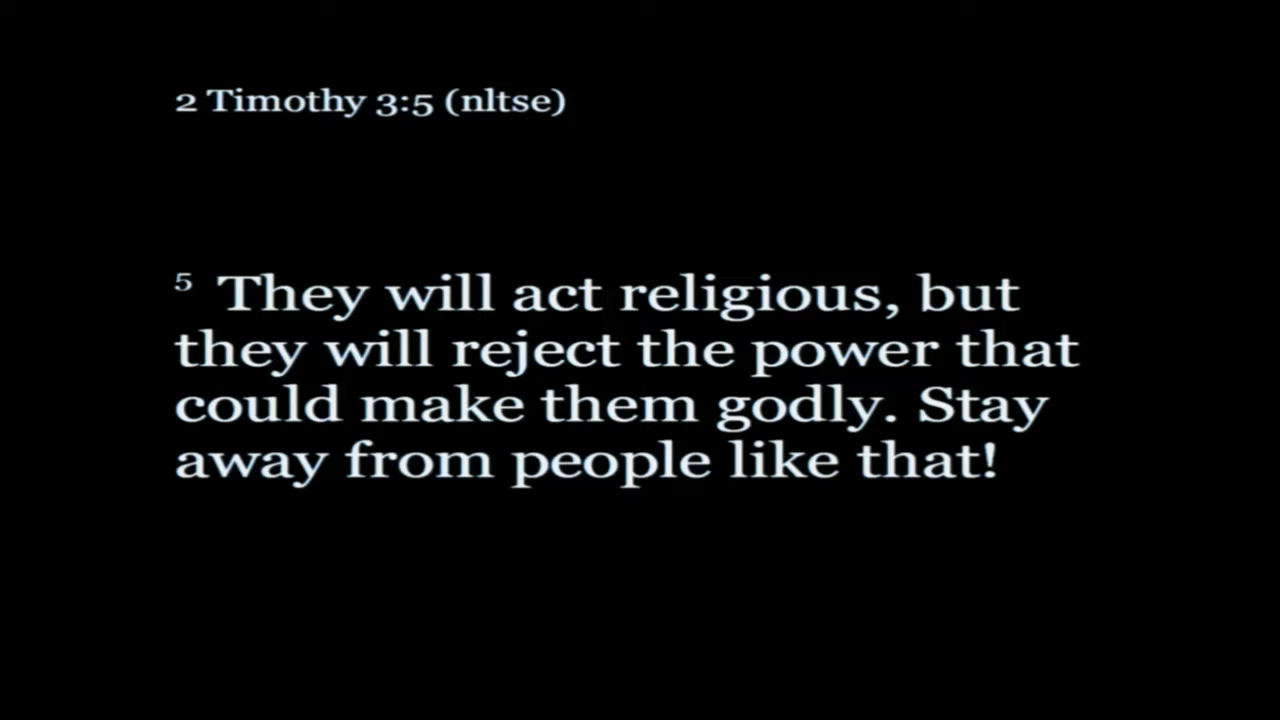 2 Timothy 3:5 (nltse)
5 They will act religious, but
they will reject the power that
could make them godly. Stay
away from people like that!